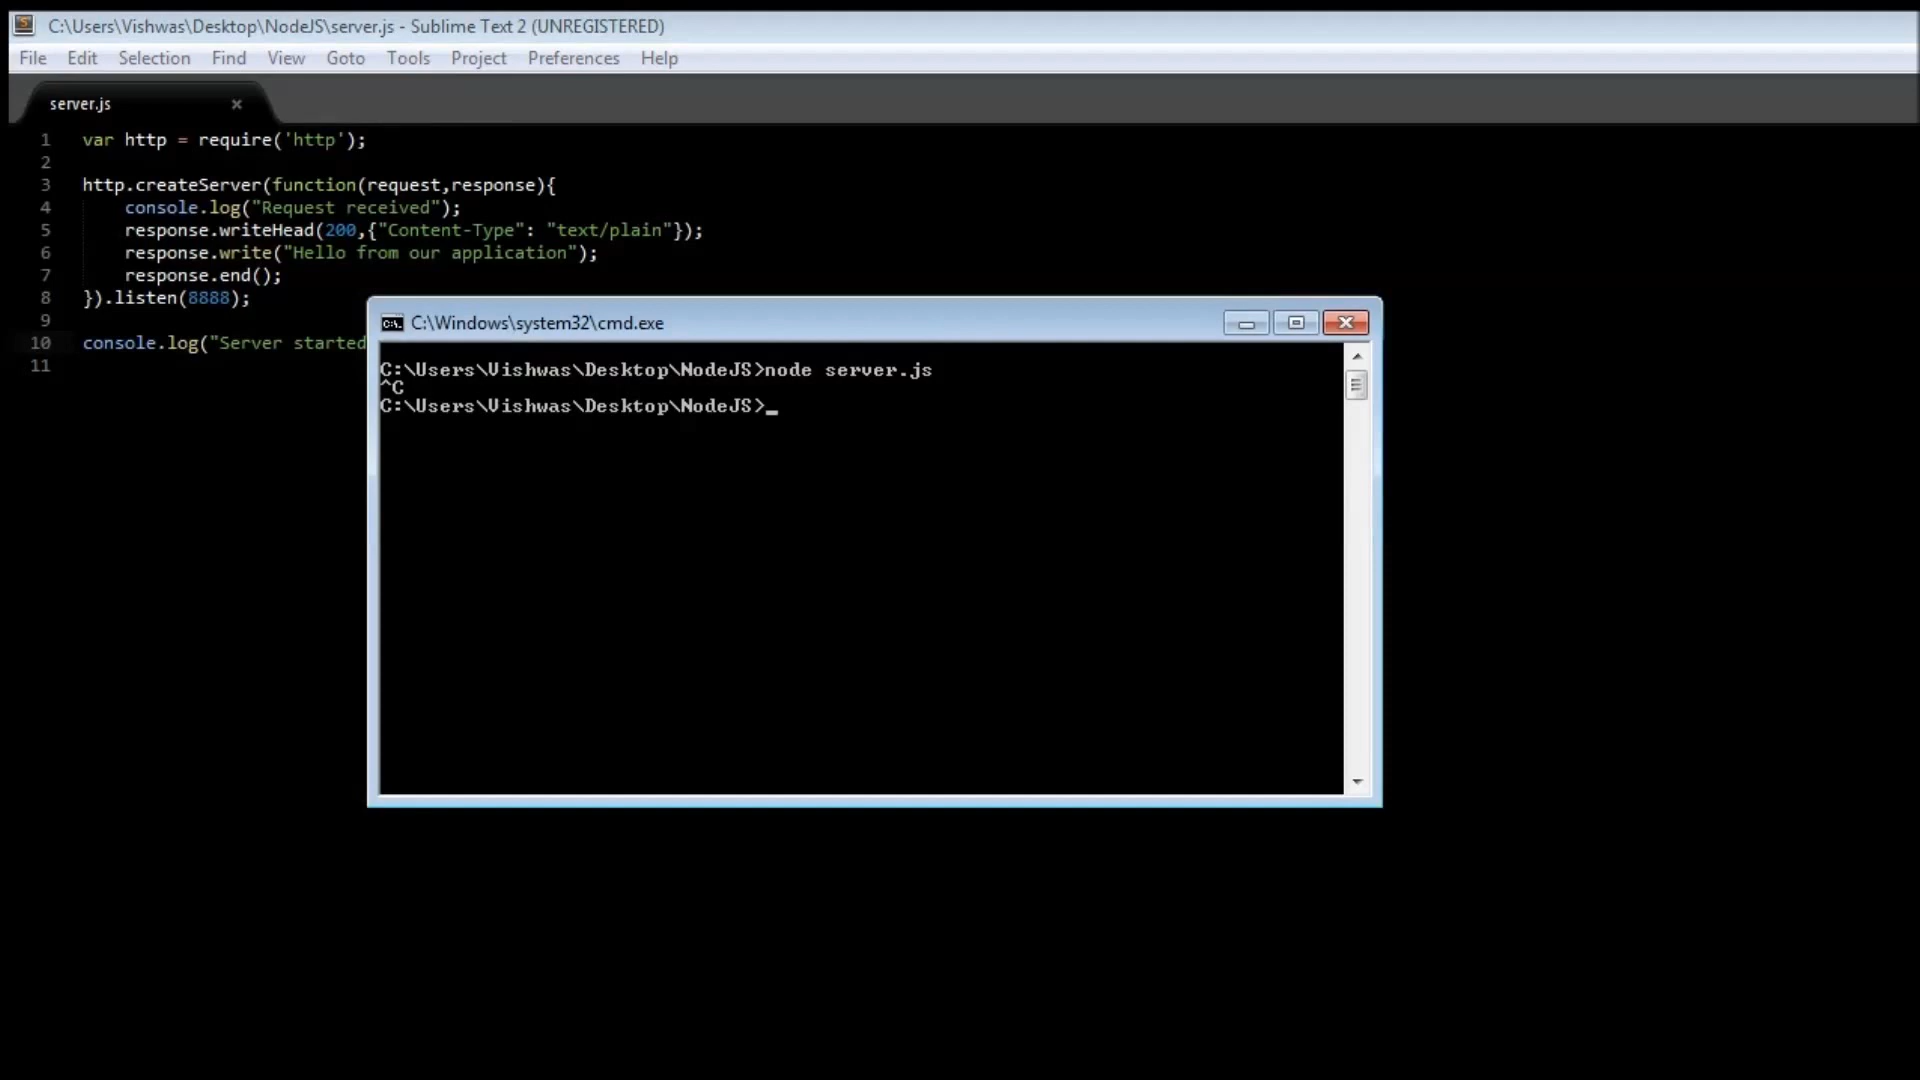 C:\Users\Vishwas\Desktop\NodeJS\server.js - Sublime Text 2 (UNREGISTERED)
File Edit Selection Find View Goto Tools Project Preferences Help
server.js
1 var http = require('http');
2
3 http.createServer(function(request,response){
4 console.log("Request received");
5 response.writeHead(200,{"Content-Type": "text/plain"});
6 response.write("Hello from our application");
7 response.end();
8 }).listen(8888);
9
10 console.log("Server started
11
C:\Windows\system32\cmd.exe
C:\Users\Vishwas\Desktop\NodeJS>node server.js
^C
C:\Users\Vishwas\Desktop\NodeJS>_